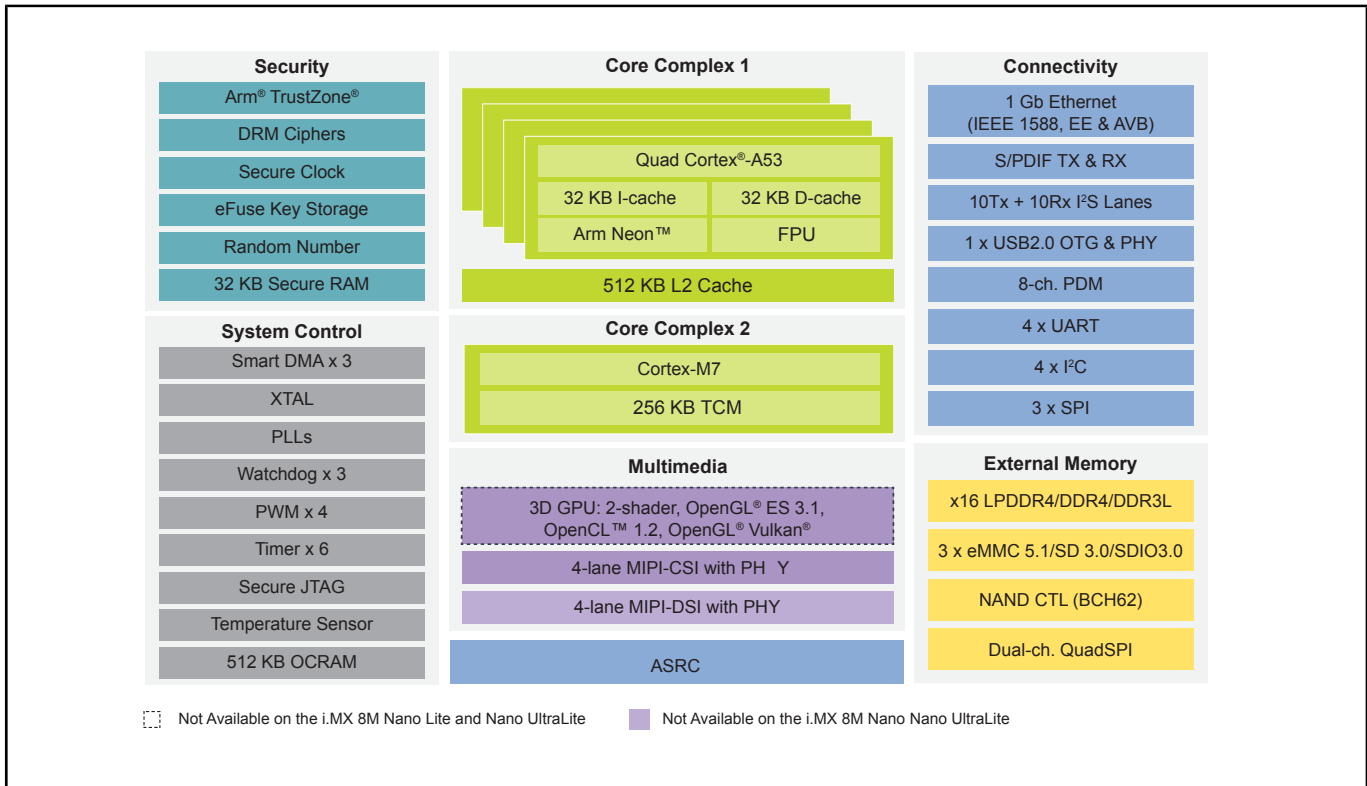 Security
Arm® TrustZone®
DRM Ciphers
Secure Clock
eFuse Key Storage
Random Number
32 KB Secure RAM
System Control
Smart DMA x 3
XTAL
PLLs
Watchdog x 3
PWM x 4
Timer x 6
Secure JTAG
Temperature Sensor
512 KB OCRAM
Core Complex 1
Quad Cortex®-A53
32 KB I-cache
32 KB D-cache
Arm Neon™
FPU
512 KB L2 Cache
Core Complex 2
Cortex-M7
256 KB TCM
Multimedia
3D GPU: 2-shader, OpenGL® ES 3.1,
OpenCL™ 1.2, OpenGL® Vulkan®
4-lane MIPI-CSI with PH Y
4-lane MIPI-DSI with PHY
ASRC
Connectivity
1 Gb Ethernet
(IEEE 1588, EE & AVB)
S/PDIF TX & RX
10Tx + 10Rx I²S Lanes
1 x USB2.0 OTG & PHY
8-ch. PDM
4 x UART
4 x I²C
3 x SPI
External Memory
x16 LPDDR4/DDR4/DDR3L
3 x eMMC 5.1/SD 3.0/SDIO3.0
NAND CTL (BCH62)
Dual-ch. QuadSPI
Not Available on the i.MX 8M Nano Lite and Nano UltraLite
Not Available on the i.MX 8M Nano Nano UltraLite